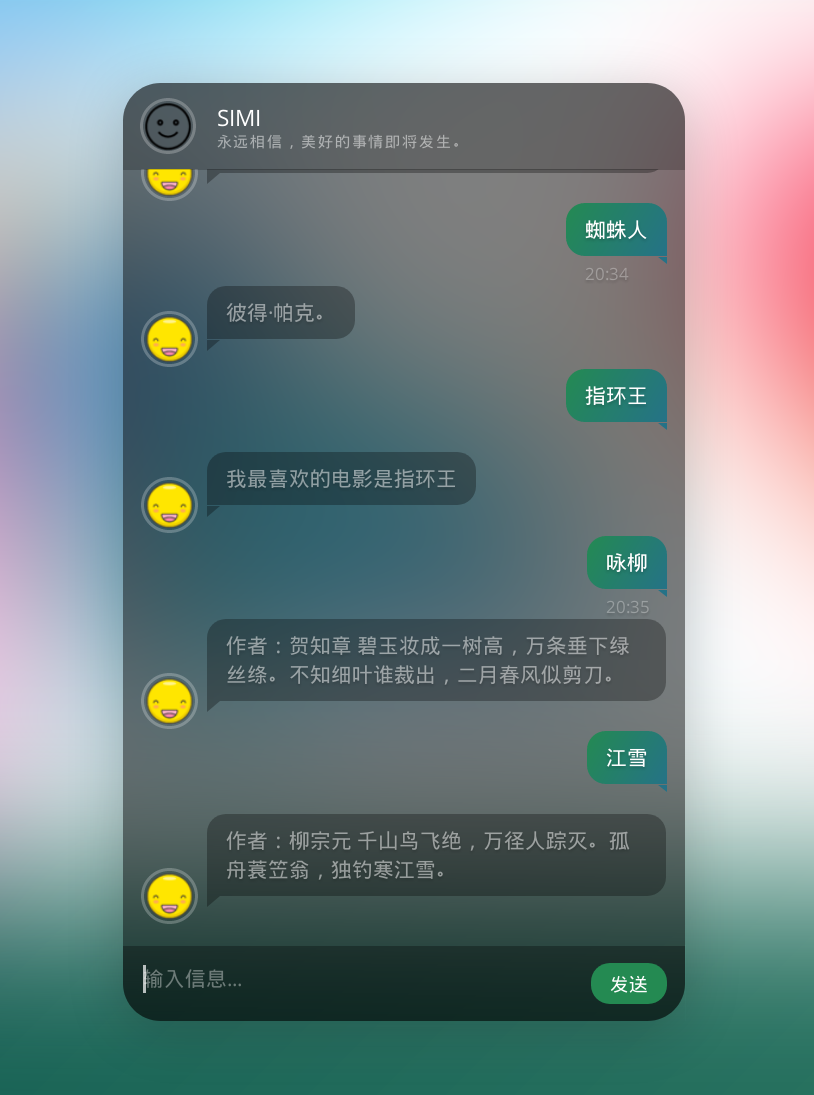 SIMI
永远相信，美好的事情即将发生。
蜘蛛人
20:34
彼得·帕克。
指环王
我最喜欢的电影是指环王
咏柳
20:35
作者：贺知章 碧玉妆成一树高，万条垂下绿
丝绦。不知细叶谁裁出，二月春风似剪刀。
江雪
作者：柳宗元 千山鸟飞绝，万径人踪灭。孤
舟蓑笠翁，独钓寒江雪。
输入信息...
发送